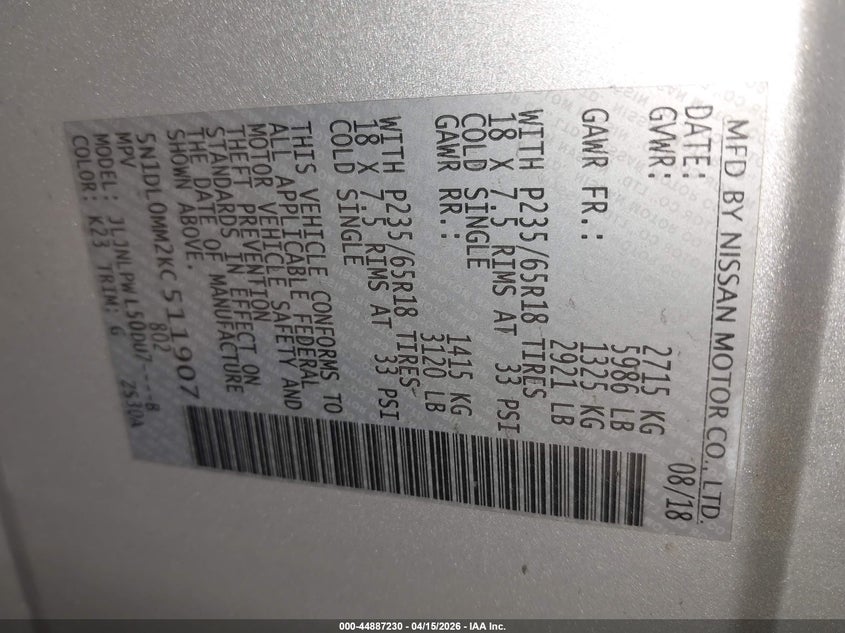 MFD BY NISSAN MOTOR CO., LTD.
DATE: 08/18
GVWR: 2715 KG
5986 LB
GAWR FR.: 1325 KG
2921 LB
WITH P235/65R18 TIRES
18 X 7.5 RIMS AT 33 PSI
COLD SINGLE
GAWR RR.: 1415 KG
3120 LB
WITH P235/65R18 TIRES
18 X 7.5 RIMS AT 33 PSI
COLD SINGLE
THIS VEHICLE CONFORMS TO
ALL APPLICABLE FEDERAL
MOTOR VEHICLE SAFETY AND
THEFT PREVENTION
STANDARDS IN EFFECT ON
THE DATE OF MANUFACTURE
SHOWN ABOVE.
5N1DL0MM2KC511907
MPV 802
MODEL: JLJNLPWL50DU7----B
COLOR: K23 TRIM: G 2S30A
000-44887230 - 04/15/2026 - IAA Inc.